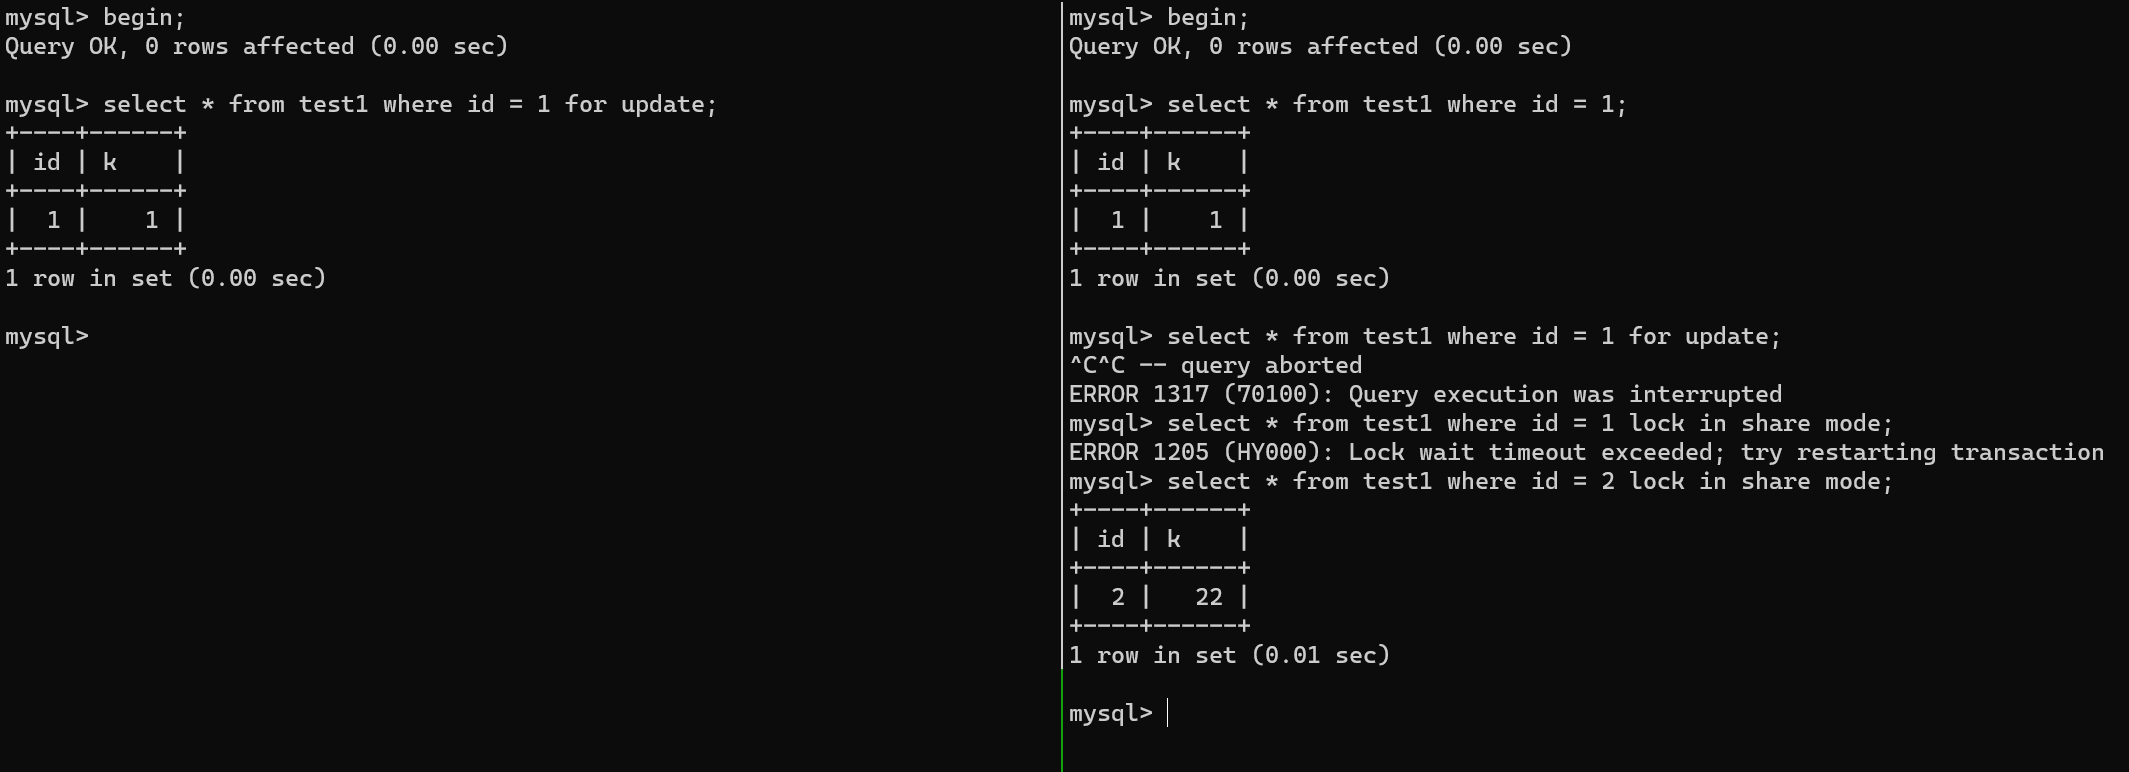 mysql> begin;
Query OK, 0 rows affected (0.00 sec)

mysql> select * from test1 where id = 1 for update;
+----+------+
| id | k    |
+----+------+
|  1 |    1 |
+----+------+
1 row in set (0.00 sec)

mysql>

mysql> begin;
Query OK, 0 rows affected (0.00 sec)

mysql> select * from test1 where id = 1;
+----+------+
| id | k    |
+----+------+
|  1 |    1 |
+----+------+
1 row in set (0.00 sec)

mysql> select * from test1 where id = 1 for update;
^C^C -- query aborted
ERROR 1317 (70100): Query execution was interrupted
mysql> select * from test1 where id = 1 lock in share mode;
ERROR 1205 (HY000): Lock wait timeout exceeded; try restarting transaction
mysql> select * from test1 where id = 2 lock in share mode;
+----+------+
| id | k    |
+----+------+
|  2 |   22 |
+----+------+
1 row in set (0.01 sec)

mysql>